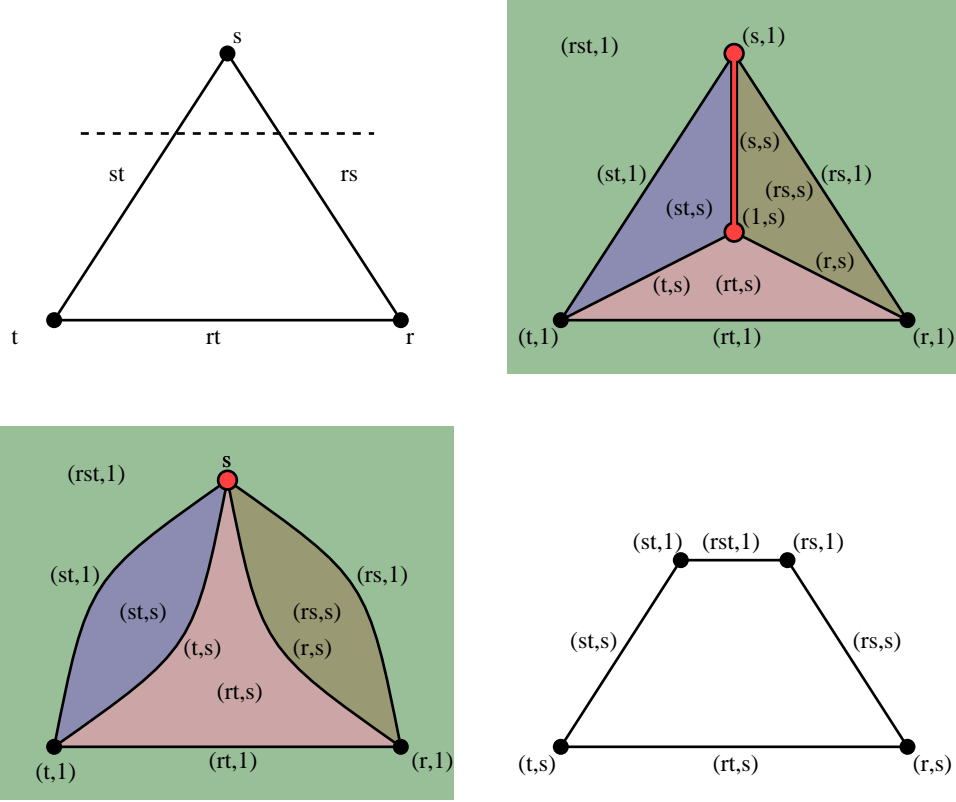 s
st
rs
t
rt
r
(rst,1)
(s,1)
(s,s)
(st,1)
(rs,1)
(rs,s)
(st,s)
(1,s)
(r,s)
(t,s)
(rt,s)
(t,1)
(rt,1)
(r,1)
s
(rst,1)
(st,1)
(rs,1)
(st,s)
(rs,s)
(t,s)
(r,s)
(rt,s)
(t,1)
(rt,1)
(r,1)
(st,1)
(rst,1)
(rs,1)
(st,s)
(rs,s)
(t,s)
(rt,s)
(r,s)